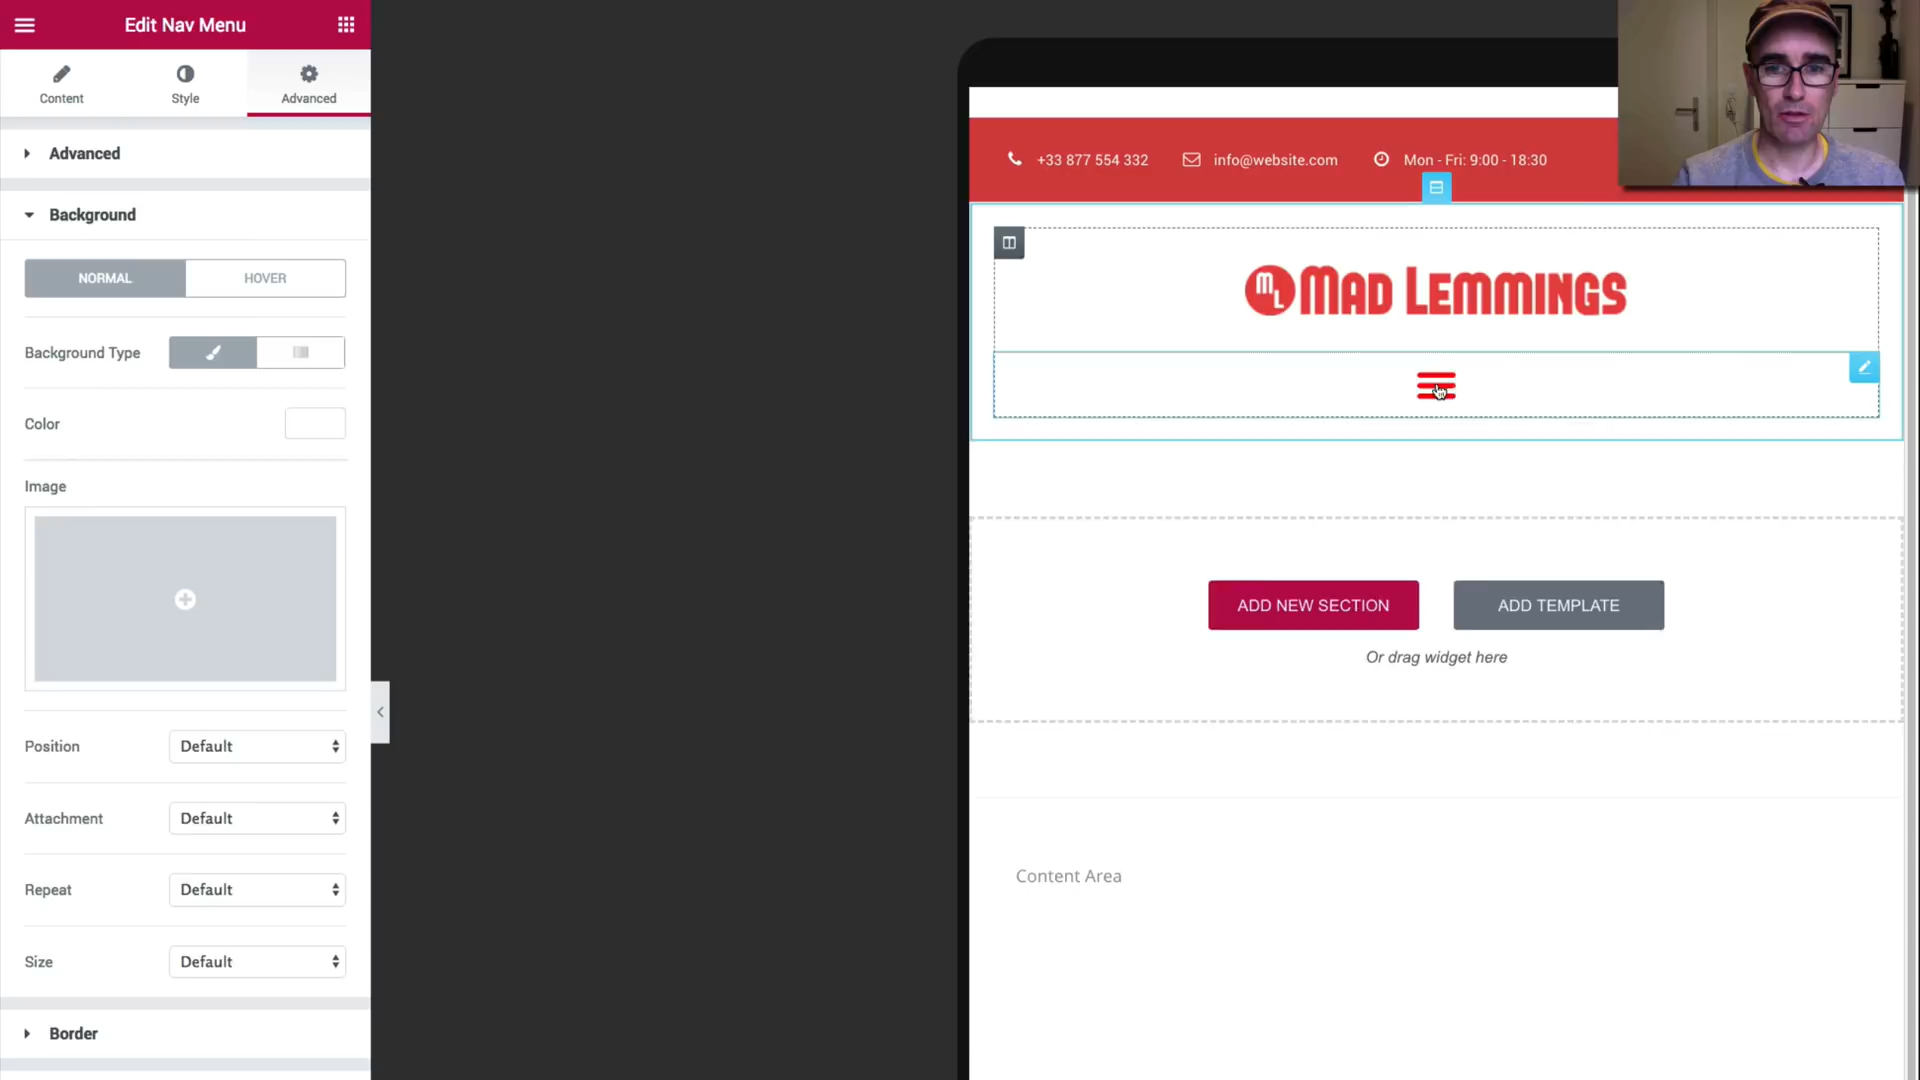 Edit Nav Menu
Content
Style
Advanced
Advanced
Background
NORMAL
HOVER
Background Type
Color
Image
Position
Default
Attachment
Default
Repeat
Default
Size
Default
Border
+33 877 554 332
info@website.com
Mon - Fri: 9:00 - 18:30
ML MAD LEMMINGS
ADD NEW SECTION
ADD TEMPLATE
Or drag widget here
Content Area